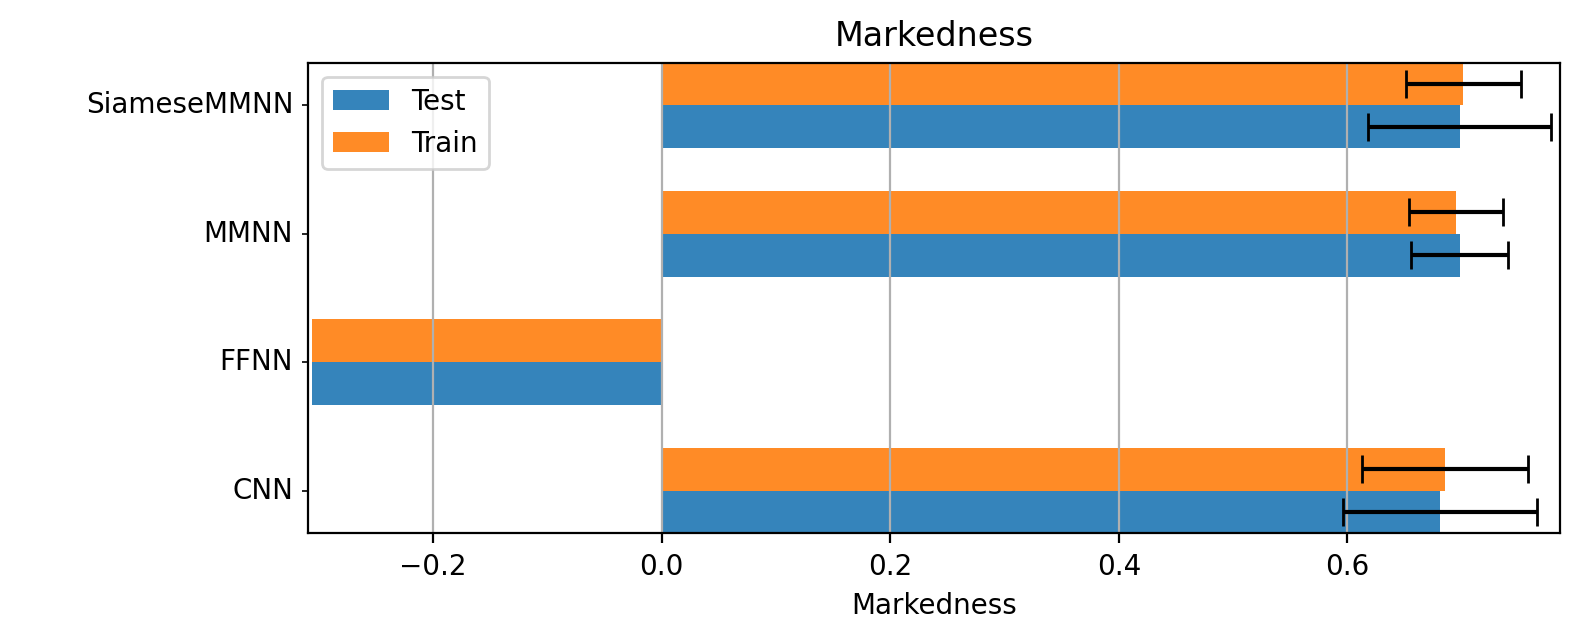 Markedness
SiameseMMNN
MMNN
FFNN
CNN
Test
Train
−0.2 0.0 0.2 0.4 0.6
Markedness